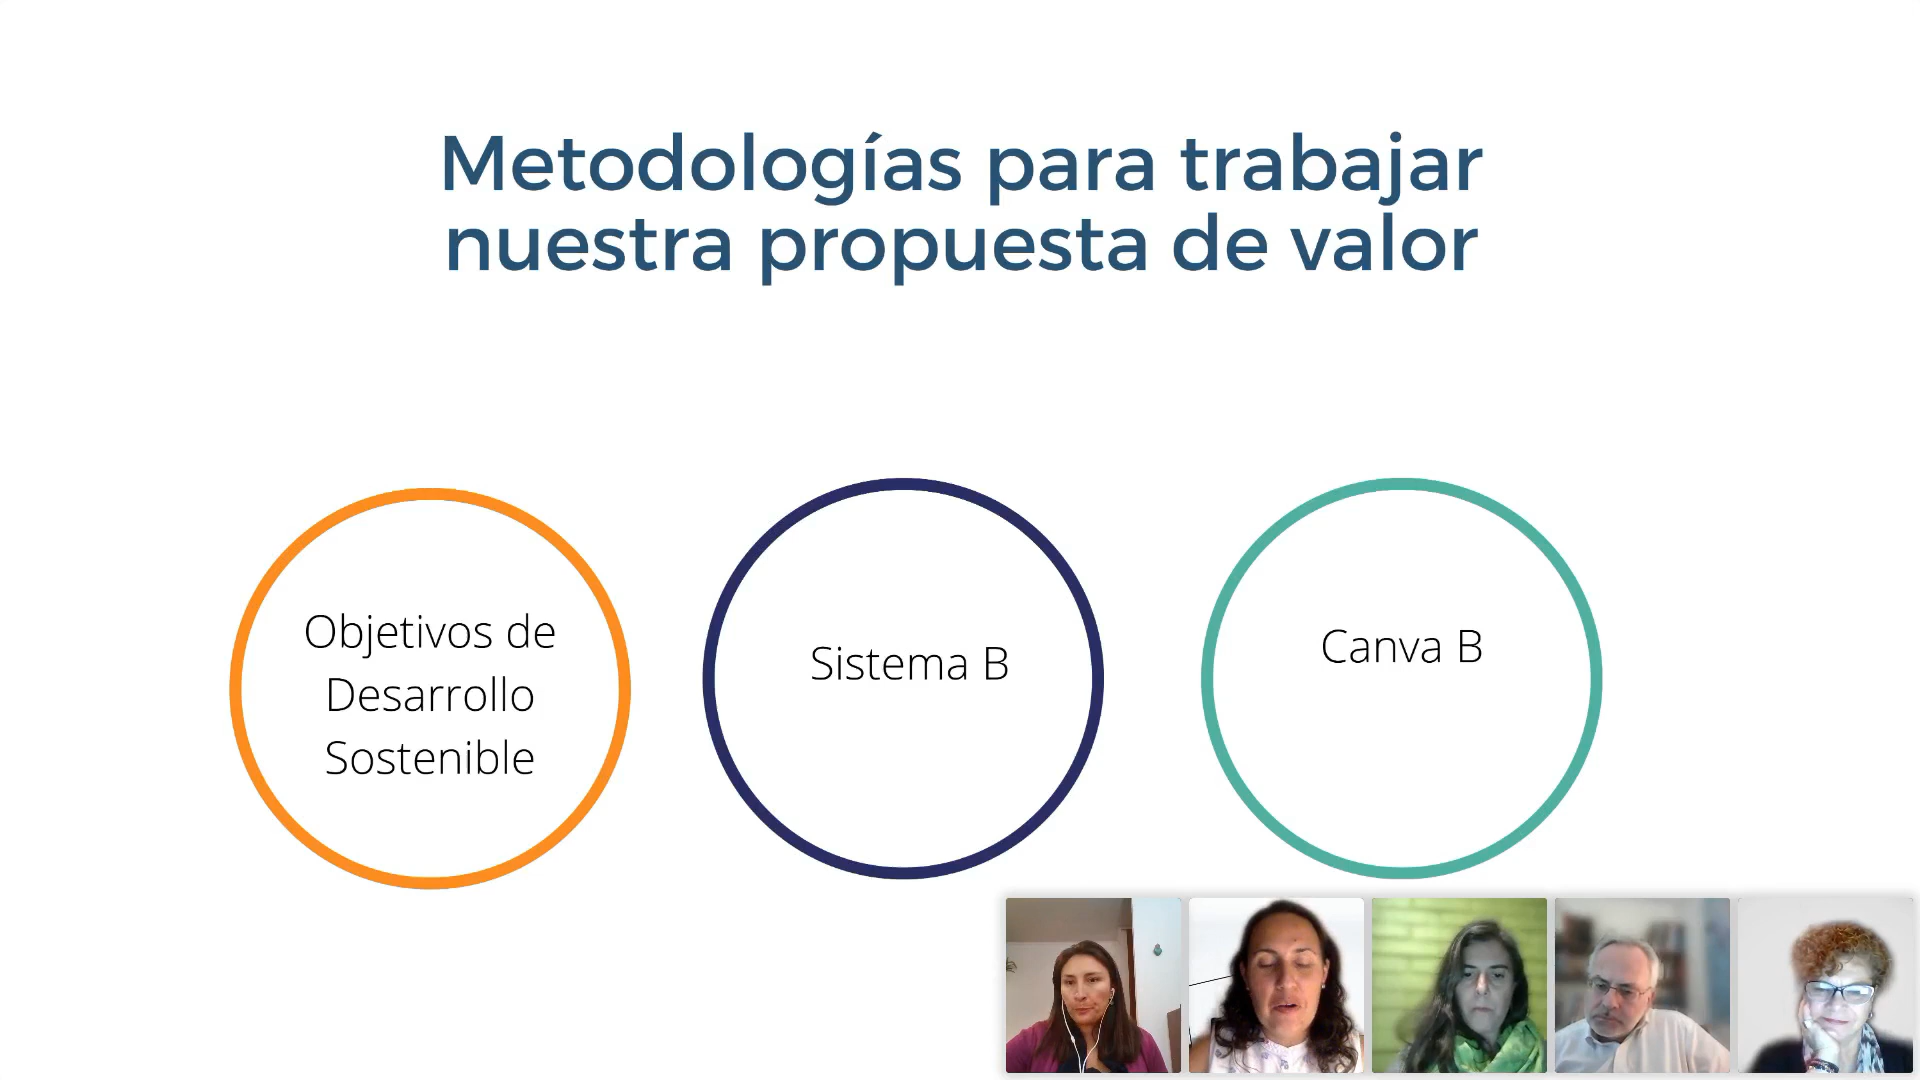 Metodologías para trabajar
nuestra propuesta de valor
Objetivos de
Desarrollo
Sostenible
Sistema B
Canva B